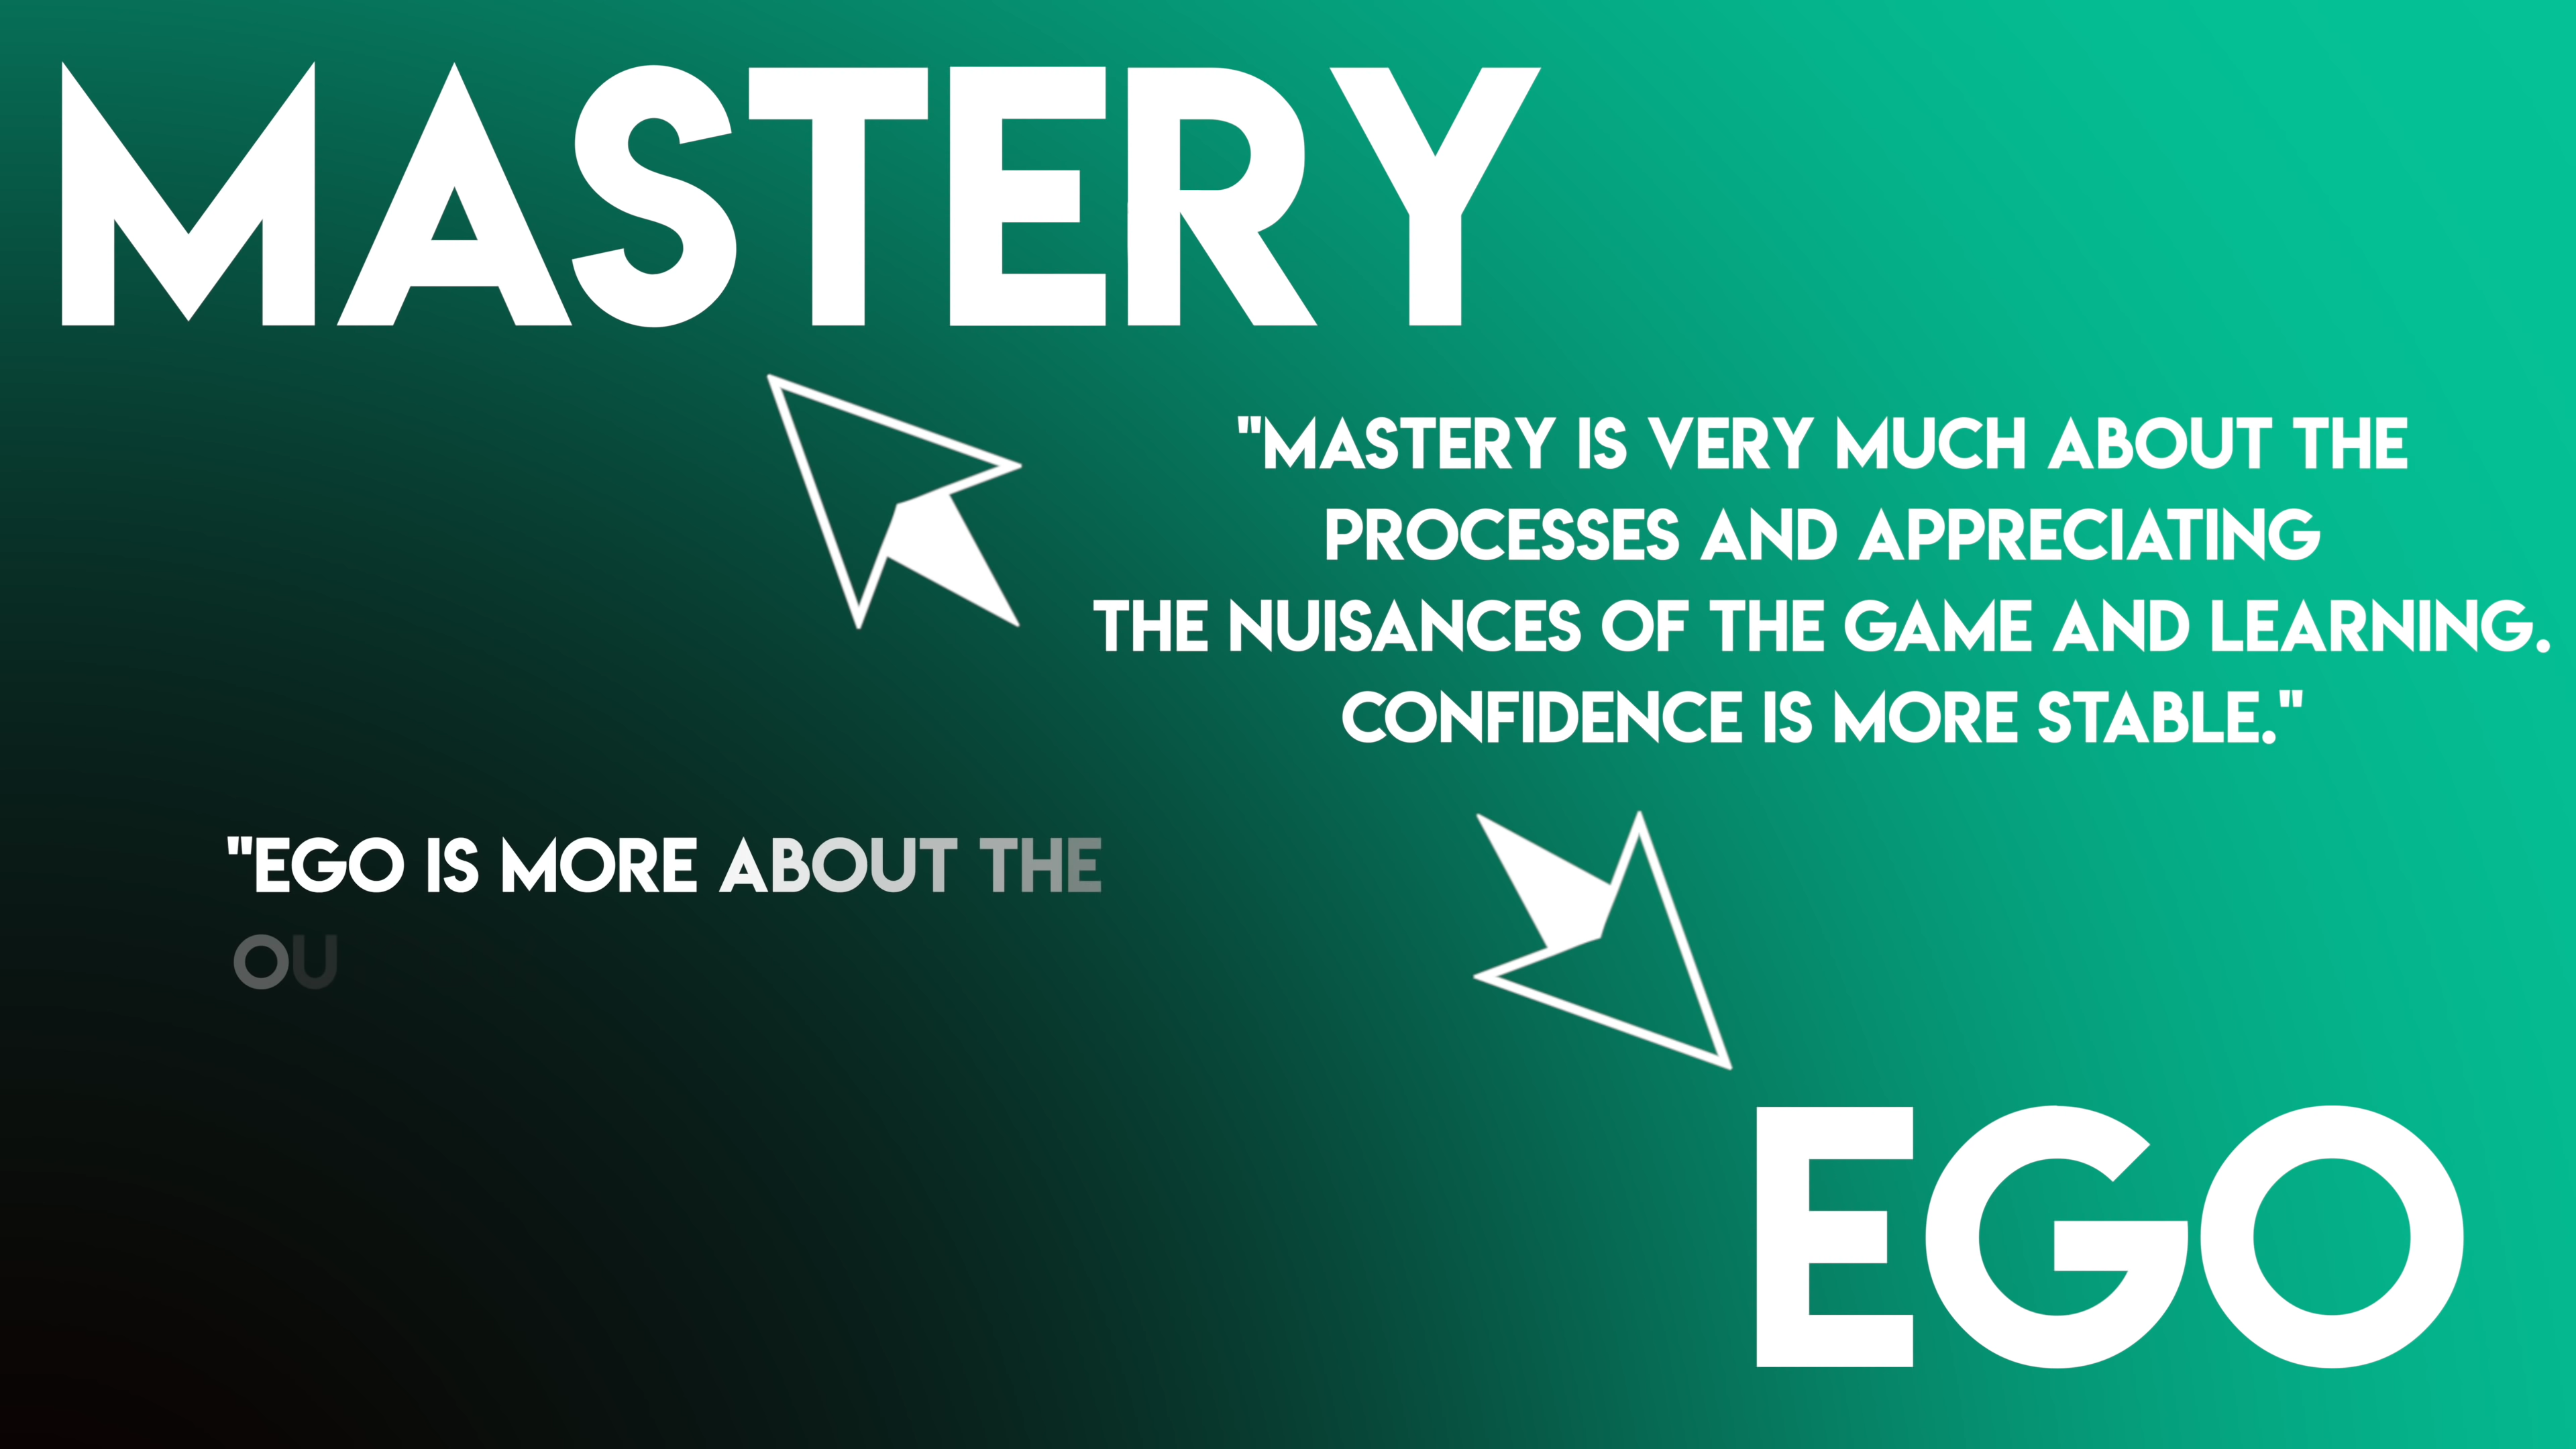 MASTERY
"MASTERY IS VERY MUCH ABOUT THE
PROCESSES AND APPRECIATING
THE NUISANCES OF THE GAME AND LEARNING.
CONFIDENCE IS MORE STABLE."
"EGO IS MORE ABOUT THE
OU
EGO